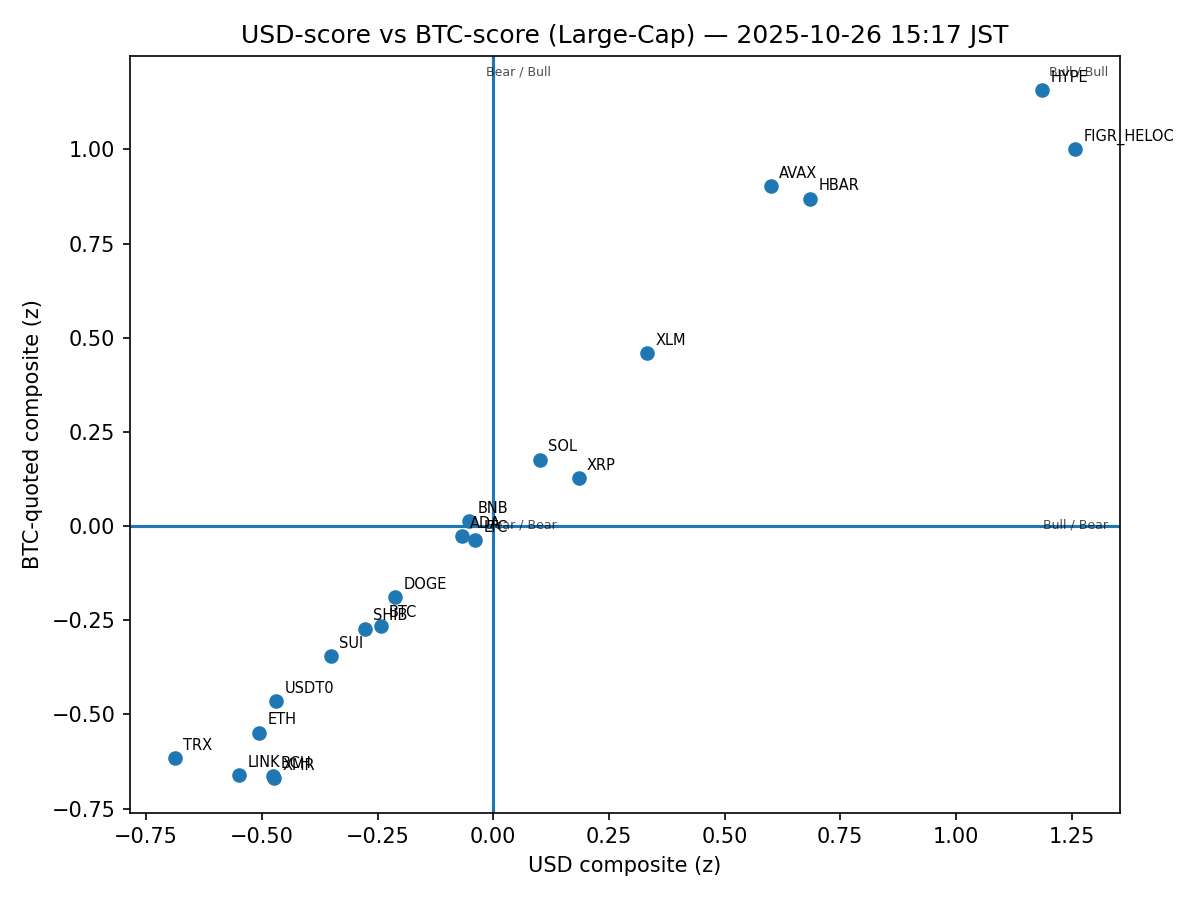 USD-score vs BTC-score (Large-Cap) — 2025-10-26 15:17 JST
Bear / Bull
Bull / Bull
HYPE
FIGR_HELOC
AVAX
HBAR
XLM
SOL
XRP
BNB
ADA
Bear / Bear
Bull / Bear
DOGE
SHIB
BTC
SUI
USDT0
ETH
TRX
LINK
BCH
XMR
1.00
0.75
0.50
0.25
0.00
−0.25
−0.50
−0.75
BTC-quoted composite (z)
−0.75
−0.50
−0.25
0.00
0.25
0.50
0.75
1.00
1.25
USD composite (z)